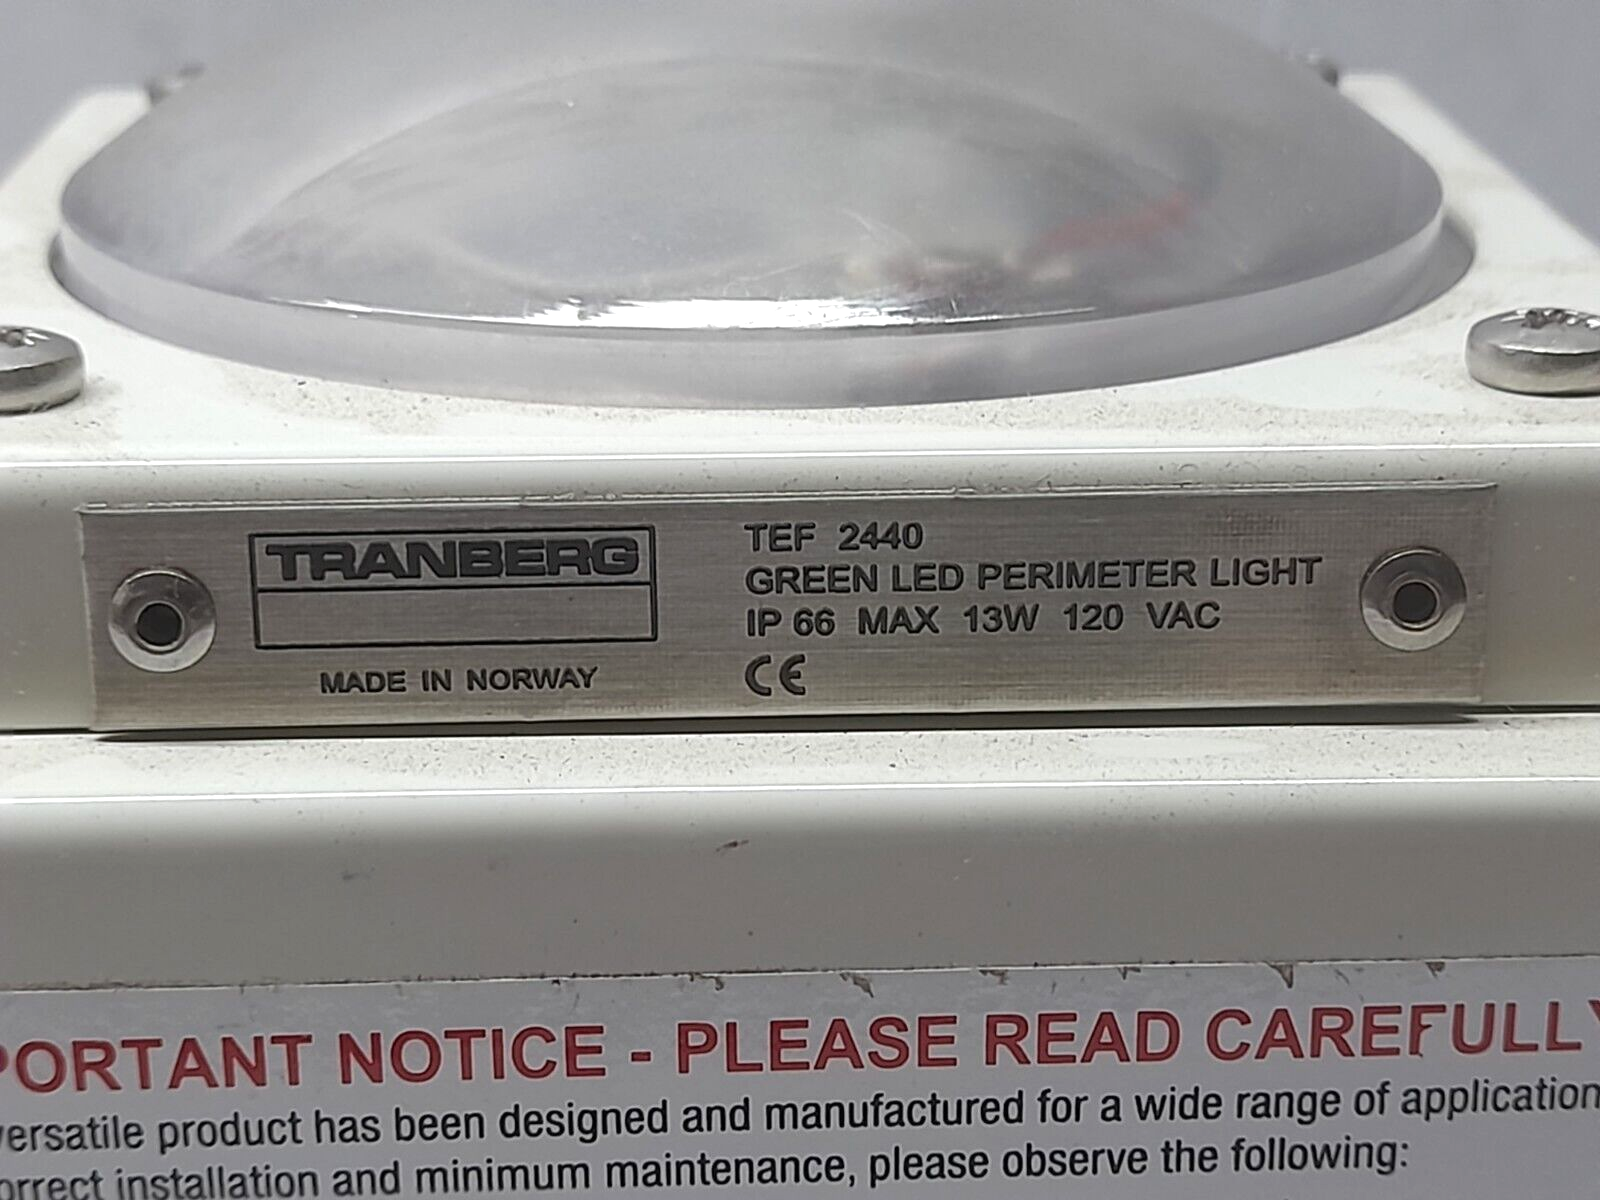 TRANBERG
MADE IN NORWAY
TEF 2440
GREEN LED PERIMETER LIGHT
IP 66 MAX 13W 120 VAC
CE
PORTANT NOTICE - PLEASE READ CAREFULLY
ersatile product has been designed and manufactured for a wide range of application
orrect installation and minimum maintenance, please observe the following: